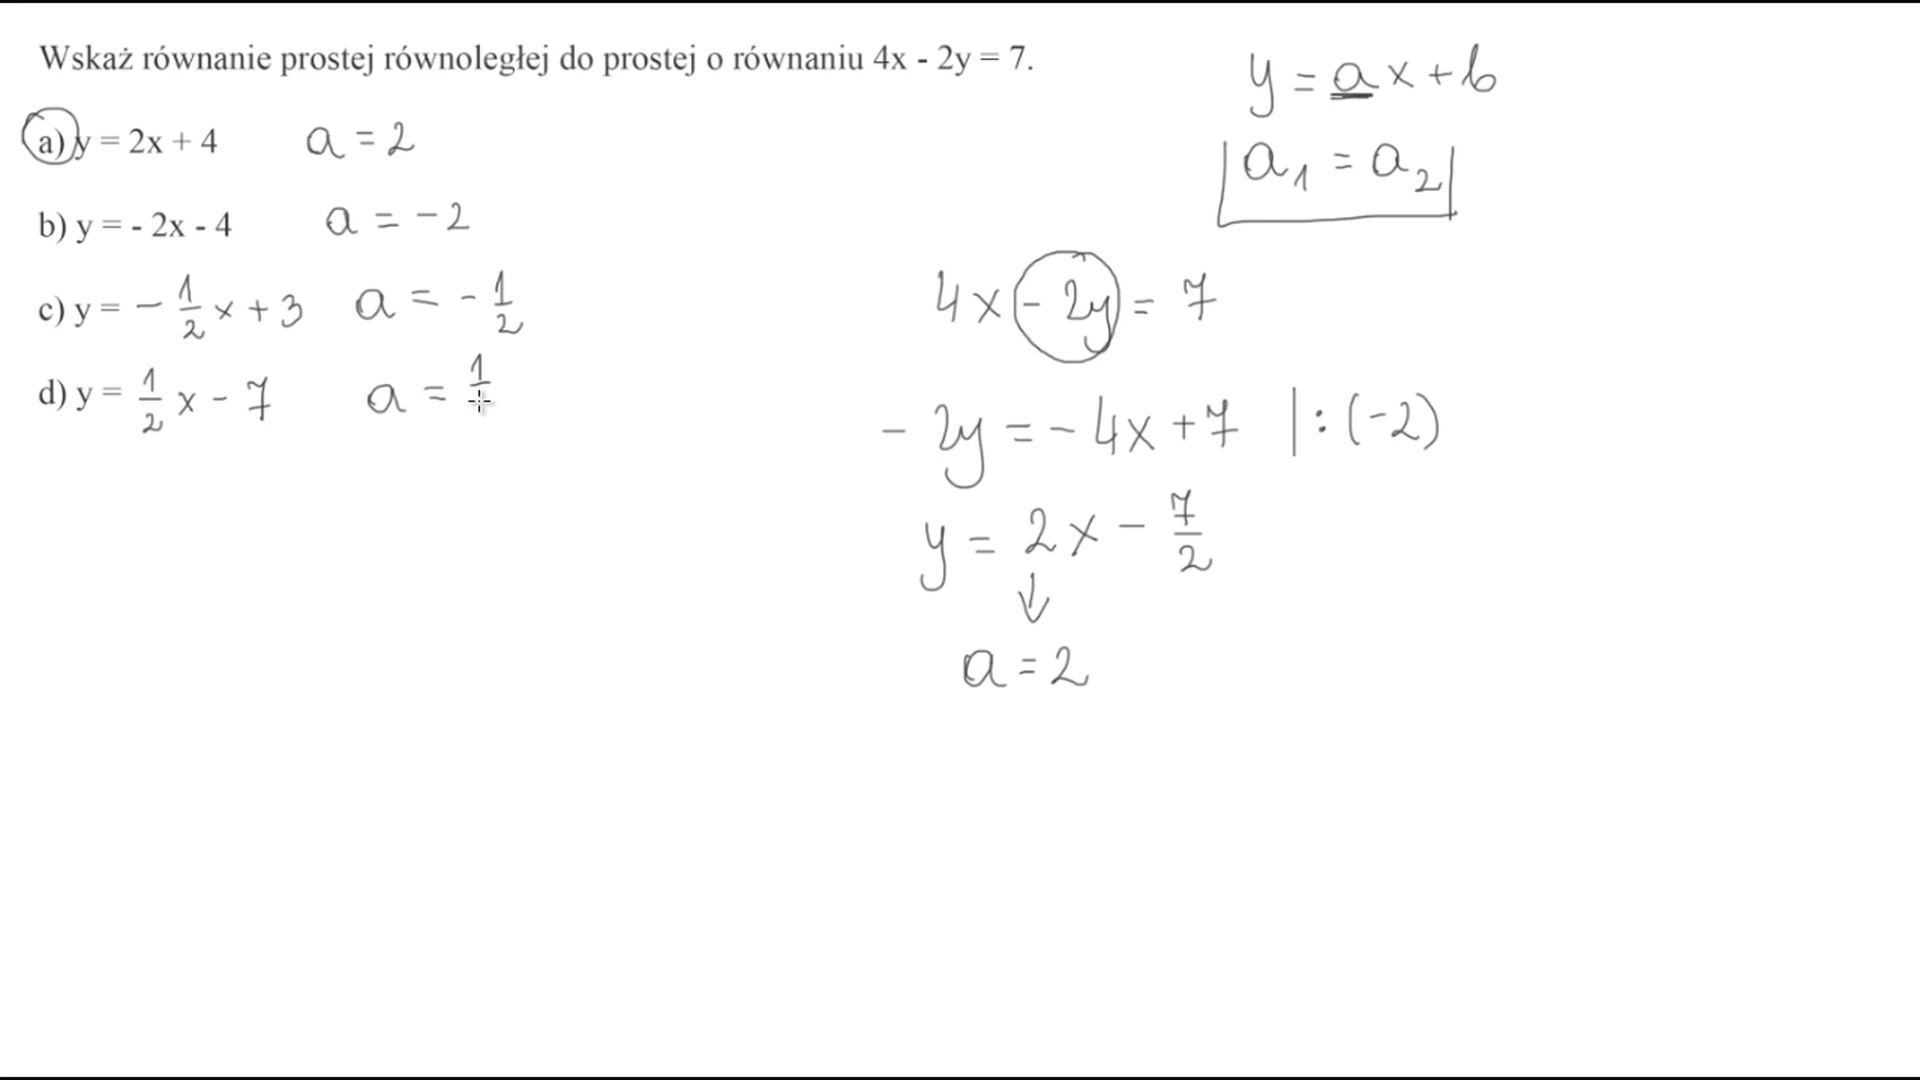 Wskaż równanie prostej równoległej do prostej o równaniu 4x - 2y = 7.
a) y = 2x + 4 a = 2
b) y = - 2x - 4 a = -2
c) y = - 1/2 x + 3 a = - 1/2
d) y = 1/2 x - 7 a = 1/
y = ax + b
a₁ = a₂
4x - 2y = 7
- 2y = - 4x + 7 |:(-2)
y = 2x - 7/2
↓
a = 2